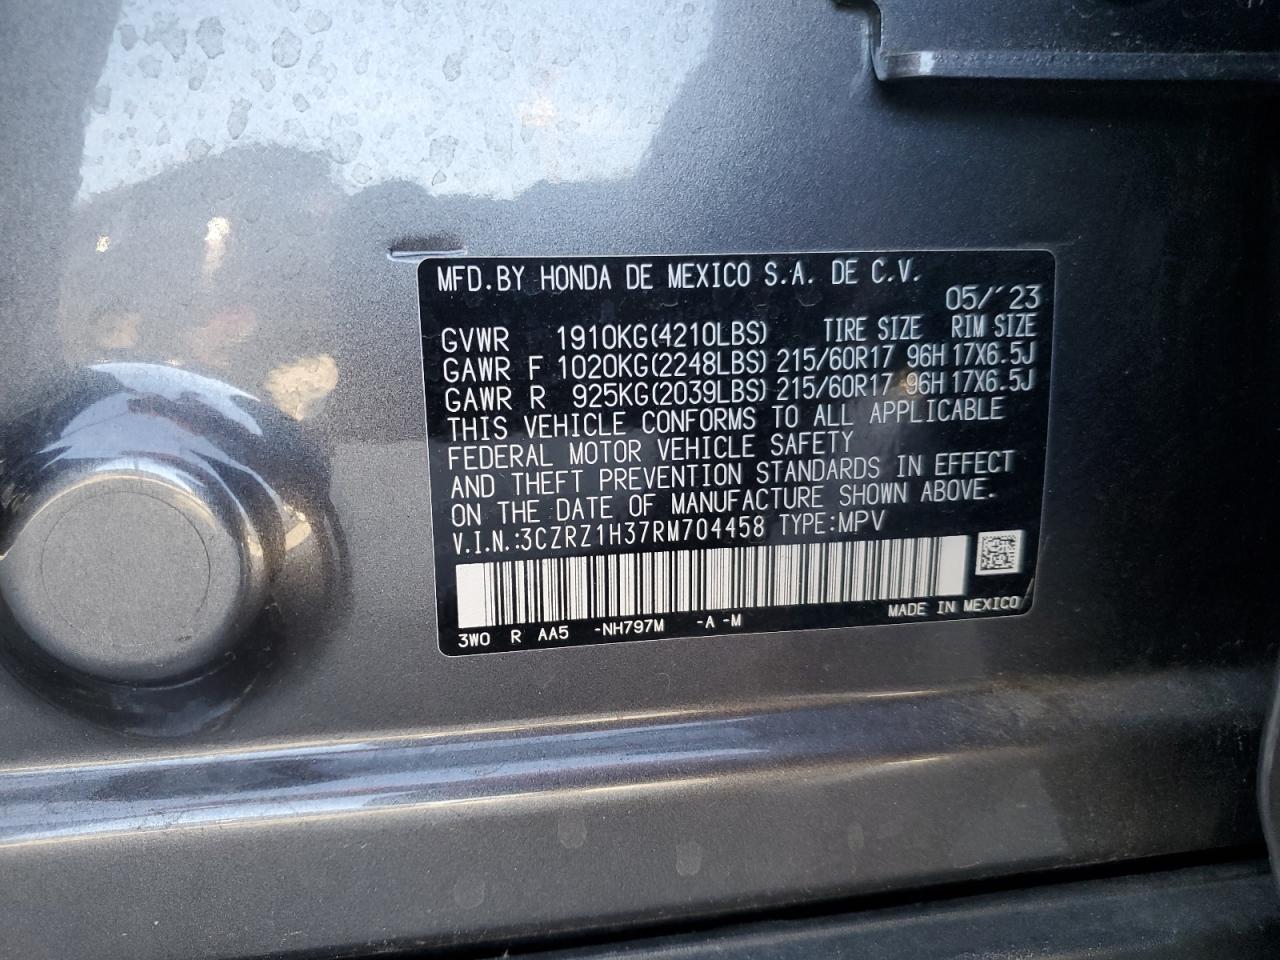 MFD.BY HONDA DE MEXICO S.A. DE C.V.
05/´23
GVWR 1910KG(4210LBS) TIRE SIZE RIM SIZE
GAWR F 1020KG(2248LBS) 215/60R17 96H 17X6.5J
GAWR R 925KG(2039LBS) 215/60R17 96H 17X6.5J
THIS VEHICLE CONFORMS TO ALL APPLICABLE
FEDERAL MOTOR VEHICLE SAFETY
AND THEFT PREVENTION STANDARDS IN EFFECT
ON THE DATE OF MANUFACTURE SHOWN ABOVE.
V.I.N.:3CZRZ1H37RM704458 TYPE:MPV
MADE IN MEXICO
3W0 R AA5 -NH797M -A -M